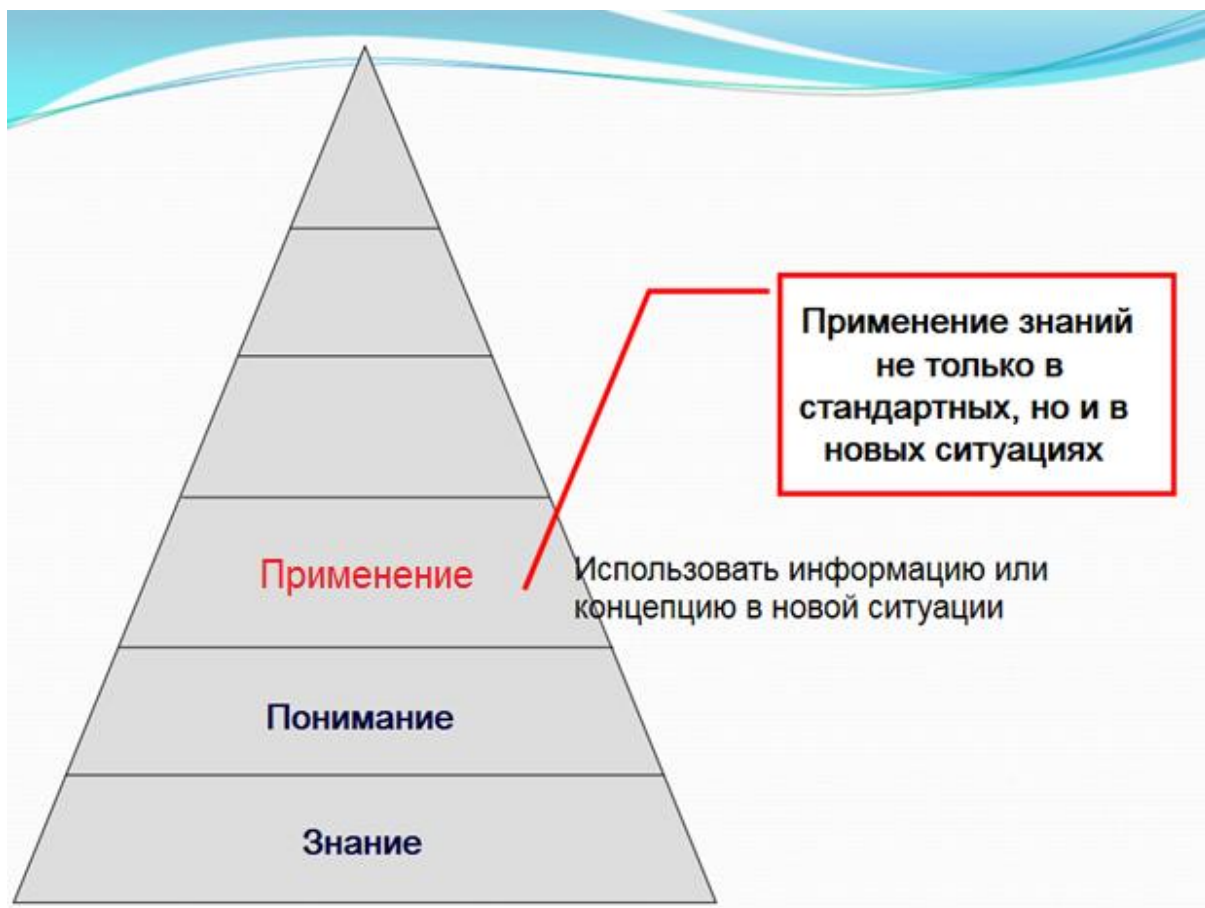 Применение знаний
не только в
стандартных, но и в
новых ситуациях
Применение
Использовать информацию или
концепцию в новой ситуации
Понимание
Знание